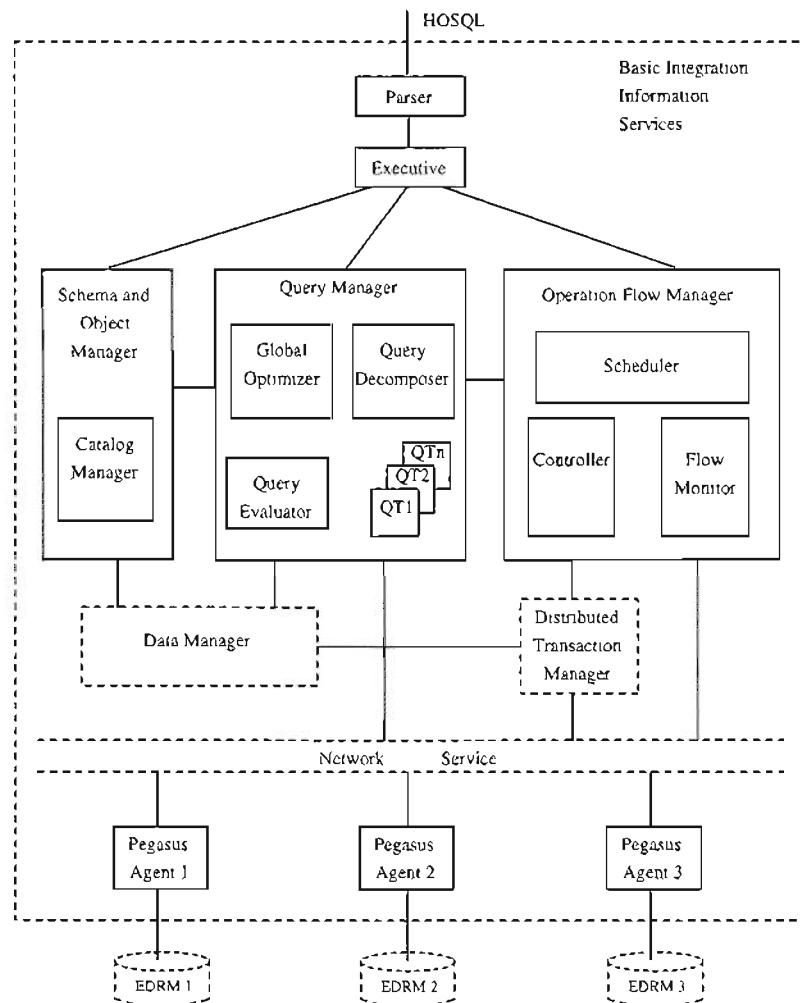 HOSQL
Basic Integration
Information
Services
Parser
Executive
Schema and
Object
Manager
Catalog
Manager
Query Manager
Global
Optimizer
Query
Decomposer
Query
Evaluator
QTn
QT2
QT1
Operation Flow Manager
Scheduler
Controller
Flow
Monitor
Data Manager
Distributed
Transaction
Manager
Network Service
Pegasus
Agent 1
Pegasus
Agent 2
Pegasus
Agent 3
EDRM 1
EDRM 2
EDRM 3